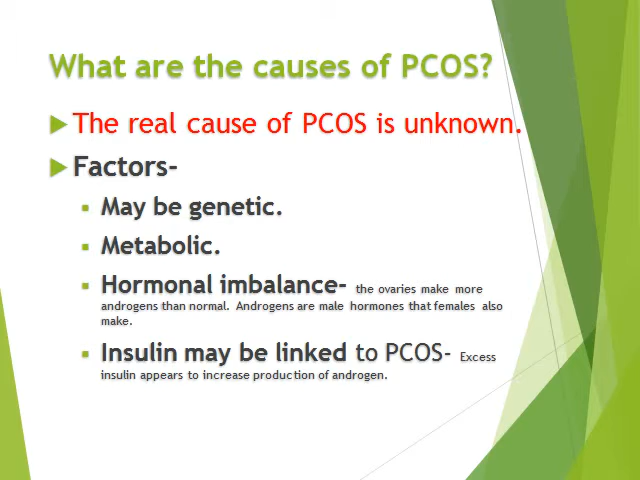 What are the causes of PCOS?
The real cause of PCOS is unknown.
Factors-
May be genetic.
Metabolic.
Hormonal imbalance- the ovaries make more
androgens than normal. Androgens are male hormones that females also
make.
Insulin may be linked to PCOS- Excess
insulin appears to increase production of androgen.